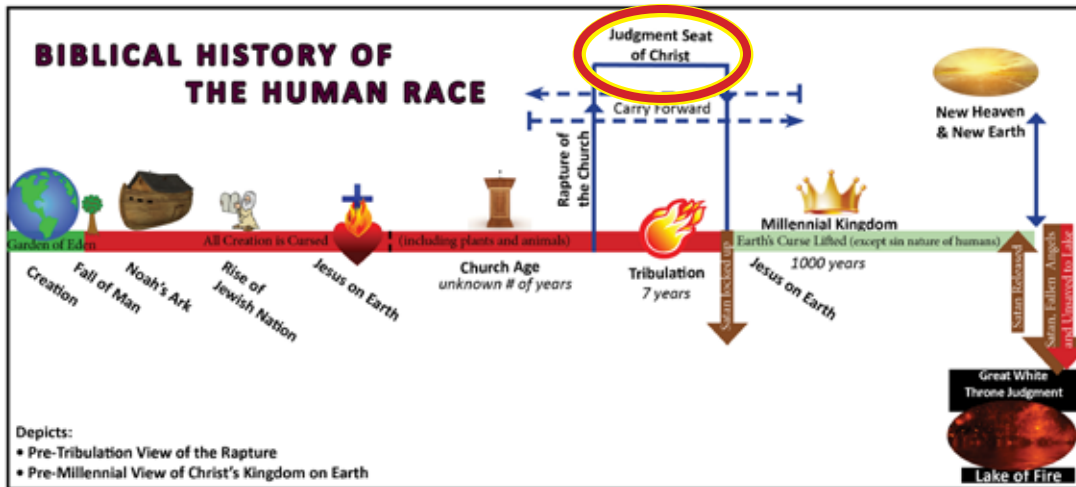 BIBLICAL HISTORY OF
THE HUMAN RACE
Judgment Seat
of Christ
Carry Forward
Rapture of
the Church
New Heaven
& New Earth
Garden of Eden
All Creation is Cursed
(including plants and animals)
Millennial Kingdom
Earth's Curse Lifted (except sin nature of humans)
1000 years
Creation
Fall of Man
Noah's Ark
Rise of
Jewish Nation
Jesus on Earth
Church Age
unknown # of years
Tribulation
7 years
Satan locked up
Jesus on Earth
Satan Released
Satan, Fallen Angels
and Unsaved to Lake
Great White
Throne Judgment
Lake of Fire
Depicts:
• Pre-Tribulation View of the Rapture
• Pre-Millennial View of Christ's Kingdom on Earth